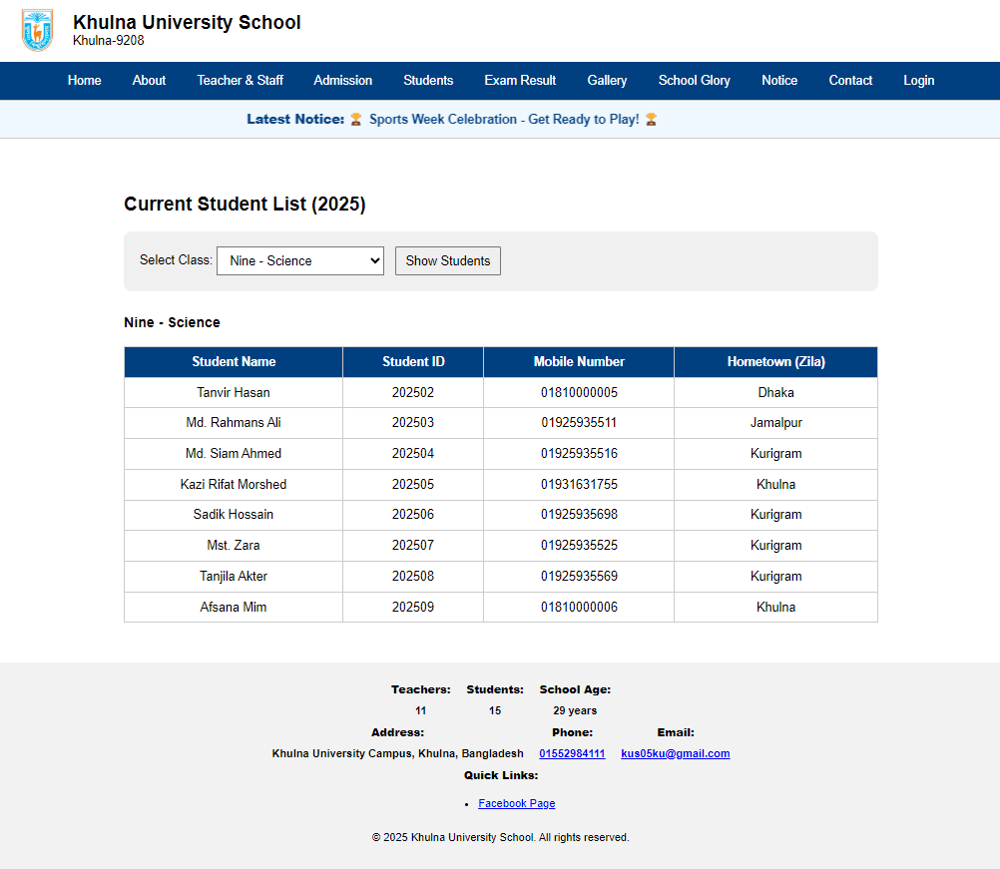 Khulna University School
Khulna-9208
Home About Teacher & Staff Admission Students Exam Result Gallery School Glory Notice Contact Login
Latest Notice: 🏆 Sports Week Celebration - Get Ready to Play! 🏆
Current Student List (2025)
Select Class: Nine - Science Show Students
Nine - Science
Student Name Student ID Mobile Number Hometown (Zila)
Tanvir Hasan 202502 01810000005 Dhaka
Md. Rahmans Ali 202503 01925935511 Jamalpur
Md. Siam Ahmed 202504 01925935516 Kurigram
Kazi Rifat Morshed 202505 01931631755 Khulna
Sadik Hossain 202506 01925935698 Kurigram
Mst. Zara 202507 01925935525 Kurigram
Tanjila Akter 202508 01925935569 Kurigram
Afsana Mim 202509 01810000006 Khulna
Teachers: Students: School Age:
11 15 29 years
Address: Phone: Email:
Khulna University Campus, Khulna, Bangladesh 01552984111 kus05ku@gmail.com
Quick Links:
• Facebook Page
© 2025 Khulna University School. All rights reserved.